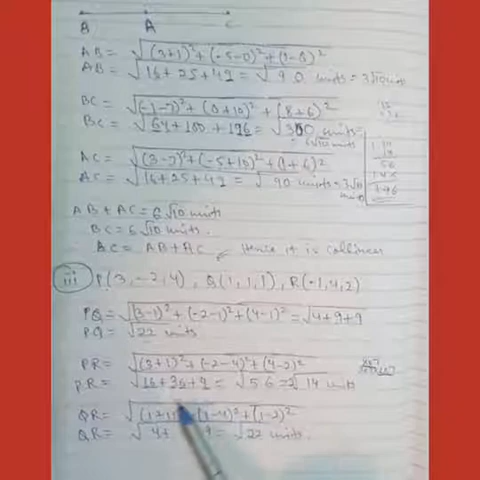 B A C
AB = √(3+1)²+(-5-0)²+(1-8)²
AB = √16+25+49 = √90 units = 3√10 units
BC = √(-1-7)²+(0+10)²+(8+6)²
BC = √64+100+196 = √360 units =
6√10 units
AC = √(3-7)²+(-5+10)²+(1+6)²
AC = √16+25+49 = √90 units = 3√10
units
AB + AC = 6√10 units
BC = 6√10 units.
BC = AB + AC Hence it is collinear
iii P(3, -2, 4), Q(1, 1, 1), R(-1, 4, 2)
PQ = √(3-1)²+(-2-1)²+(4-1)² = √4+9+9
PQ = √22 units
PR = √(3+1)²+(-2-4)²+(4-2)²
PR = √16+36+4 = √56 = 2√14 units
QR = √(1+1)² (1-4)²+(1-2)²
QR = √4+ 9 = √22 units.